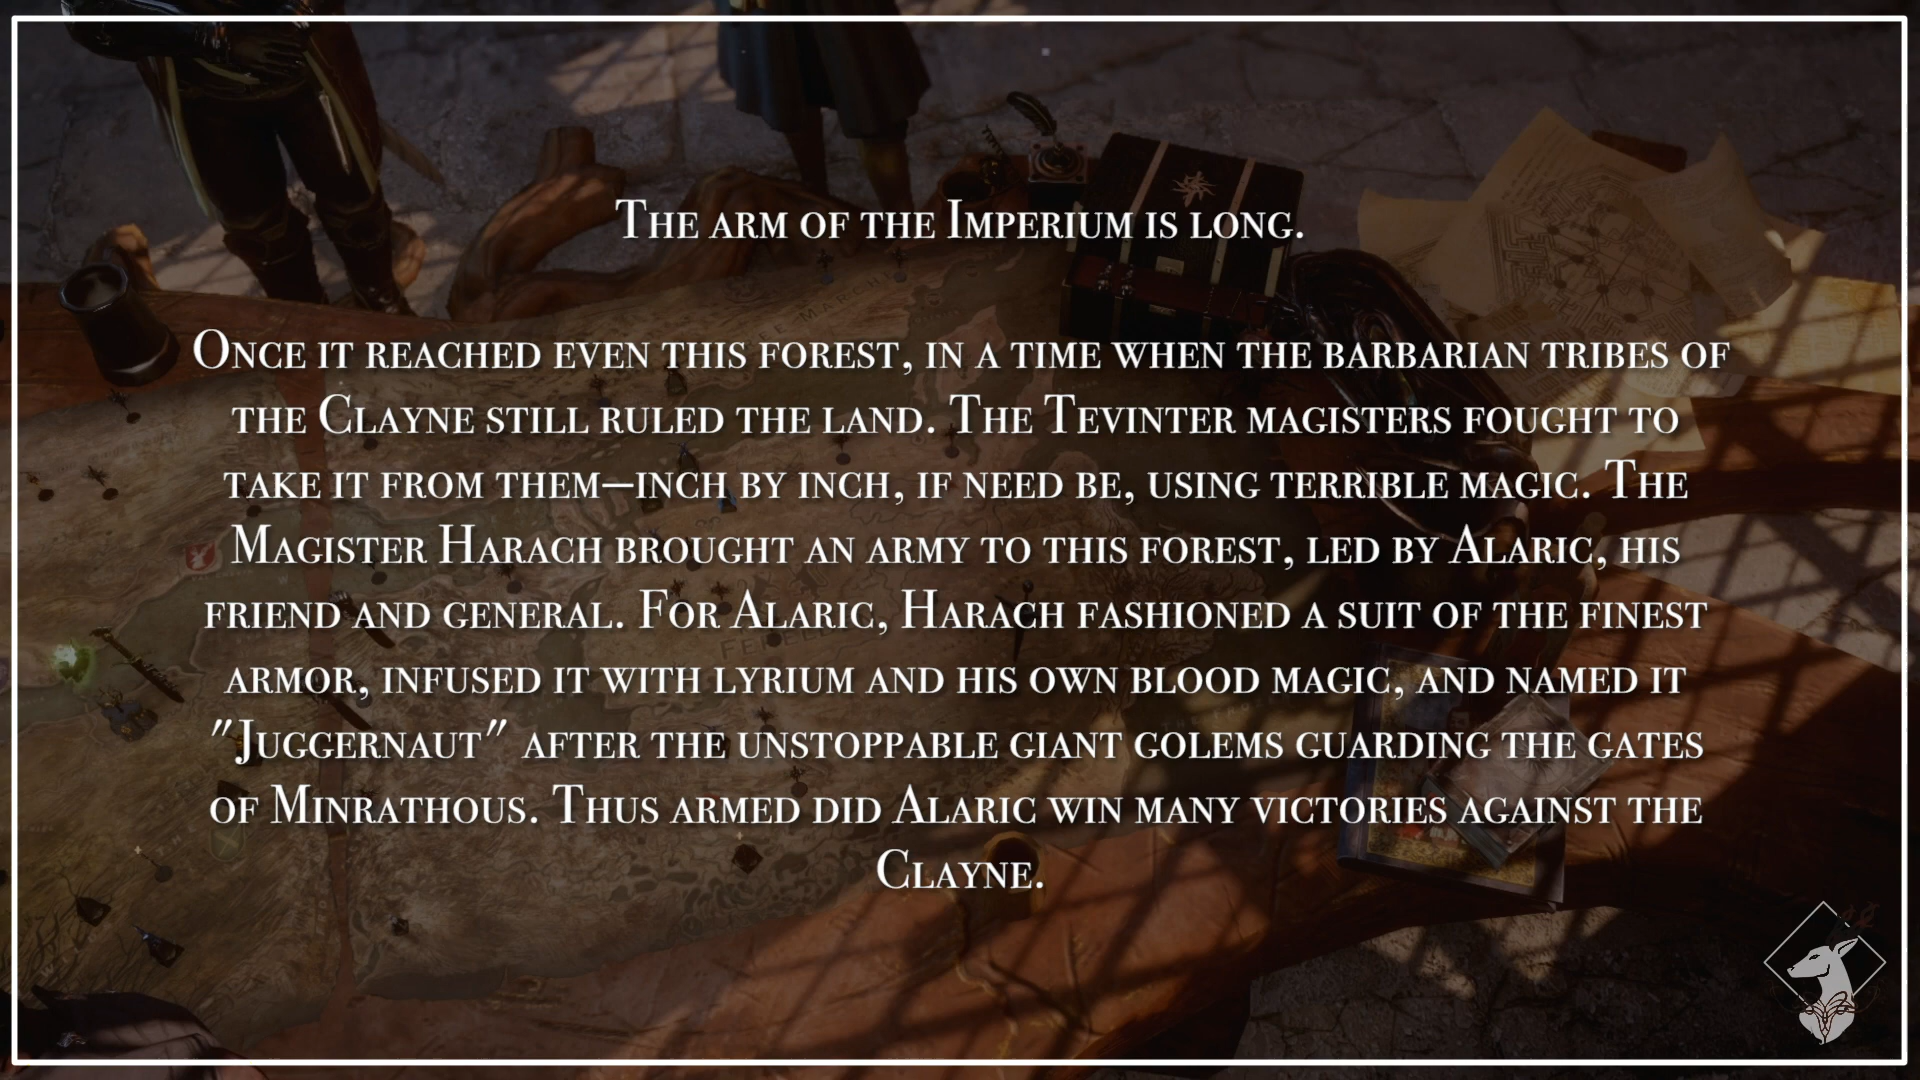 The arm of the Imperium is long.
Once it reached even this forest, in a time when the barbarian tribes of
the Clayne still ruled the land. The Tevinter magisters fought to
take it from them—inch by inch, if need be, using terrible magic. The
Magister Harach brought an army to this forest, led by Alaric, his
friend and general. For Alaric, Harach fashioned a suit of the finest
armor, infused it with lyrium and his own blood magic, and named it
"Juggernaut" after the unstoppable giant golems guarding the gates
of Minrathous. Thus armed did Alaric win many victories against the
Clayne.